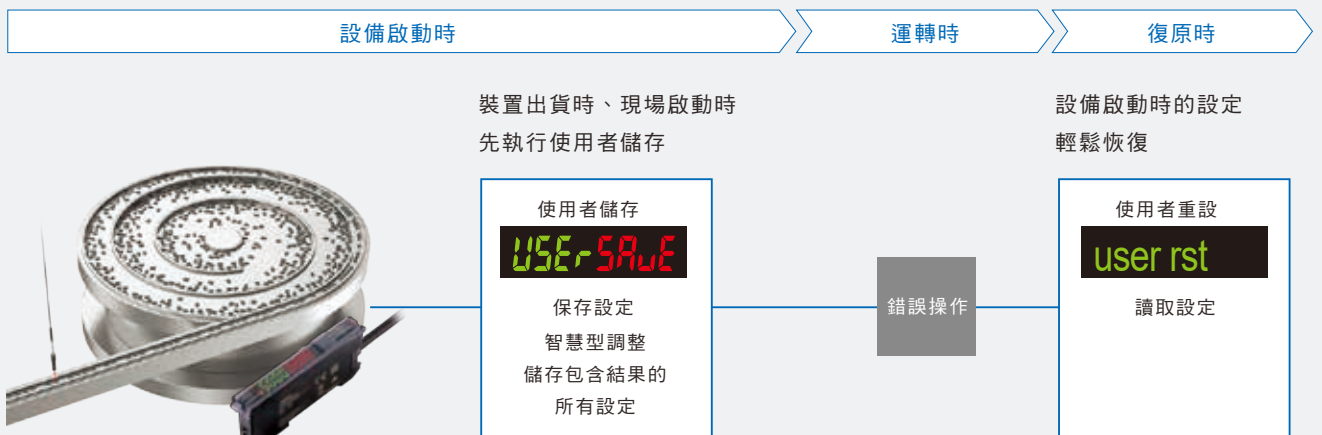 設備啟動時
運轉時
復原時
裝置出貨時、現場啟動時
先執行使用者儲存
設備啟動時的設定
輕鬆恢復
使用者儲存
USEr SAvE
保存設定
智慧型調整
儲存包含結果的
所有設定
錯誤操作
使用者重設
user rst
讀取設定